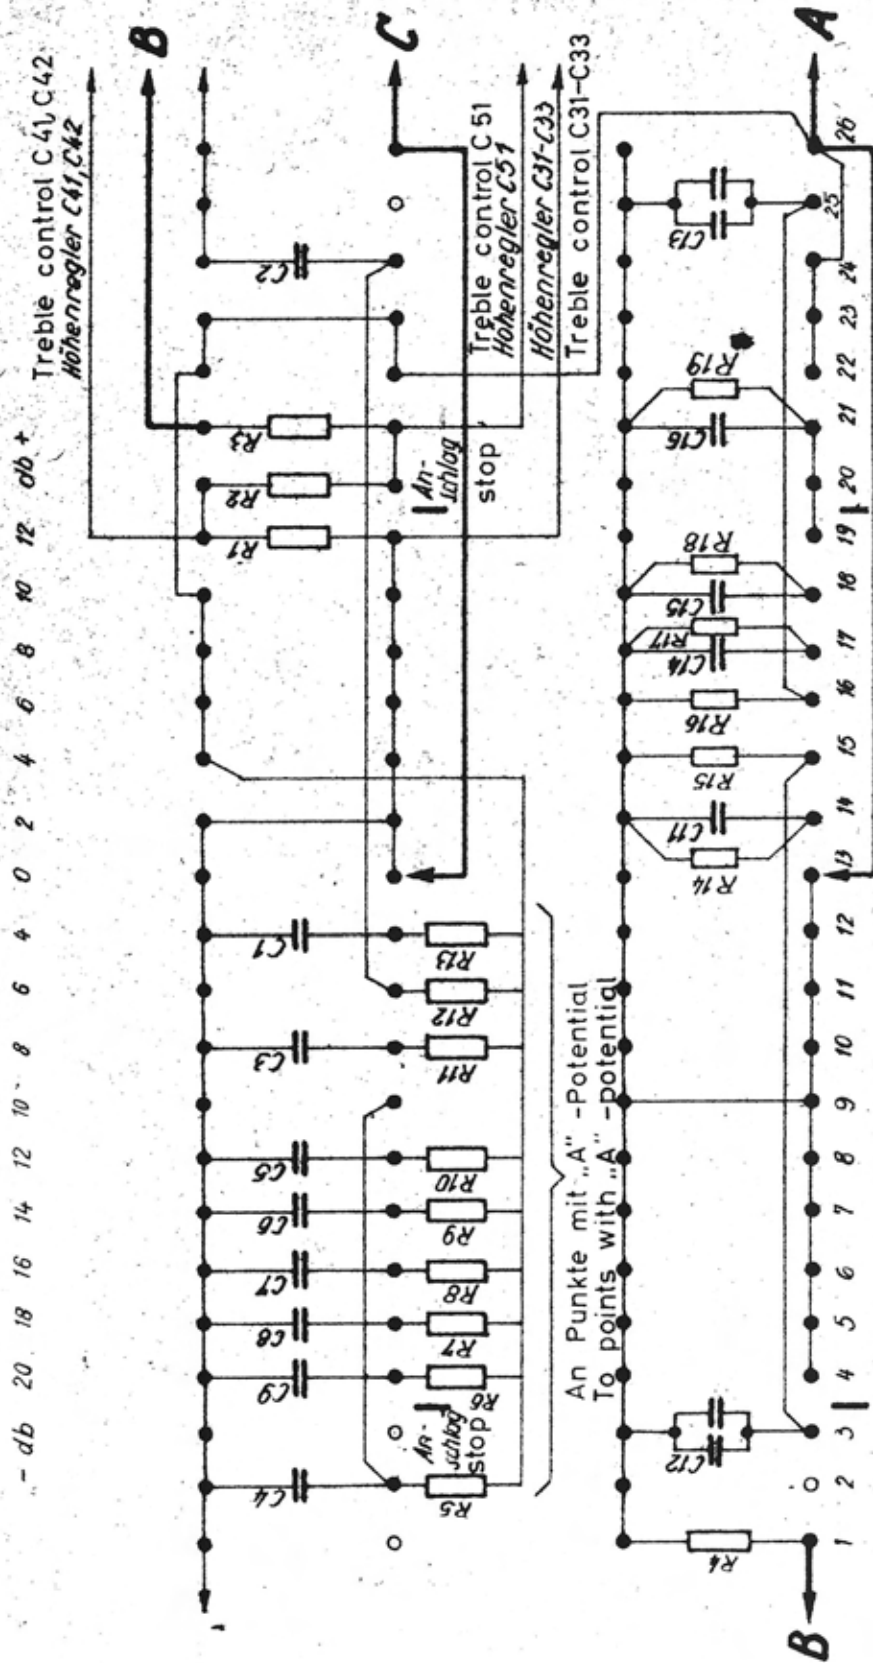 - db 20 18 16 14 12 10 8 6 4 0 2 4 6 8 10 12 db +
Treble control C 41, C 42
Höhenregler C41, C42
B
C4
C9
C8
C7
C6
C5
C3
C1
R1
R2
R3
C2
C
An-
schlag
stop
R5
R6
R7
R8
R9
R10
R11
R12
R13
An-
schlag
stop
Treble control C 51
Höhenregler C51
Höhenregler C31-C33
Treble control C31-C33
An Punkte mit „A" -Potential
To points with „A" -potential
R4
C12
R14
C11
R15
R16
C14
R17
C15
R18
C16
R19
C13
B
A
1 2 3 4 5 6 7 8 9 10 11 12 13 14 15 16 17 18 19 20 21 22 23 24 25 26